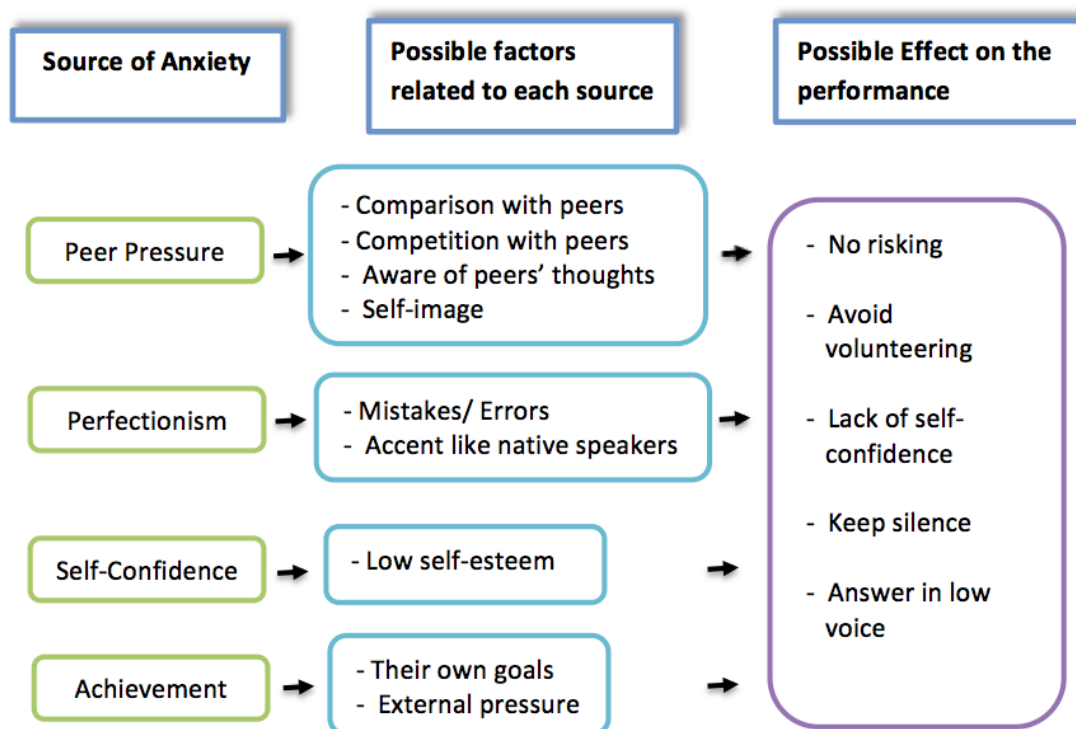 Source of Anxiety
Possible factors
related to each source
Possible Effect on the
performance
Peer Pressure
- Comparison with peers
- Competition with peers
- Aware of peers’ thoughts
- Self-image
Perfectionism
- Mistakes/ Errors
- Accent like native speakers
Self-Confidence
- Low self-esteem
Achievement
- Their own goals
- External pressure
- No risking
- Avoid
volunteering
- Lack of self-
confidence
- Keep silence
- Answer in low
voice